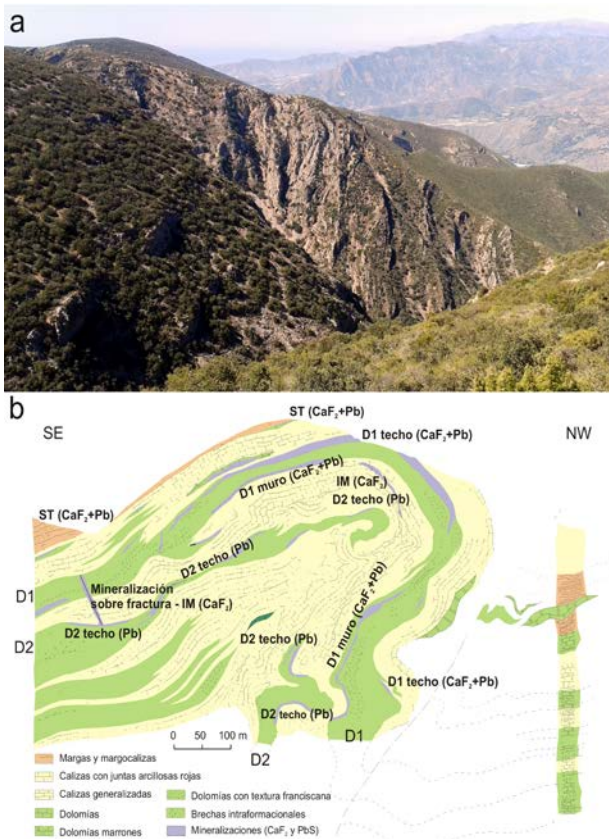 a
b
SE
NW
ST (CaF₂+Pb)
D1 techo (CaF₂+Pb)
D1 muro (CaF₂+Pb)
IM (CaF₂)
D2 techo (Pb)
ST (CaF₂+Pb)
D2 techo (Pb)
D1
Mineralización
sobre fractura - IM (CaF₂)
D1 muro (CaF₂+Pb)
D2 techo (Pb)
D2
D2 techo (Pb)
D1 techo (CaF₂+Pb)
D2 techo (Pb)
0 50 100 m
D2
D1
Margas y margocalizas
Calizas con juntas arcillosas rojas
Calizas generalizadas
Dolomías
Dolomías marrones
Dolomías con textura franciscana
Brechas intraformacionales
Mineralizaciones (CaF₂ y PbS)